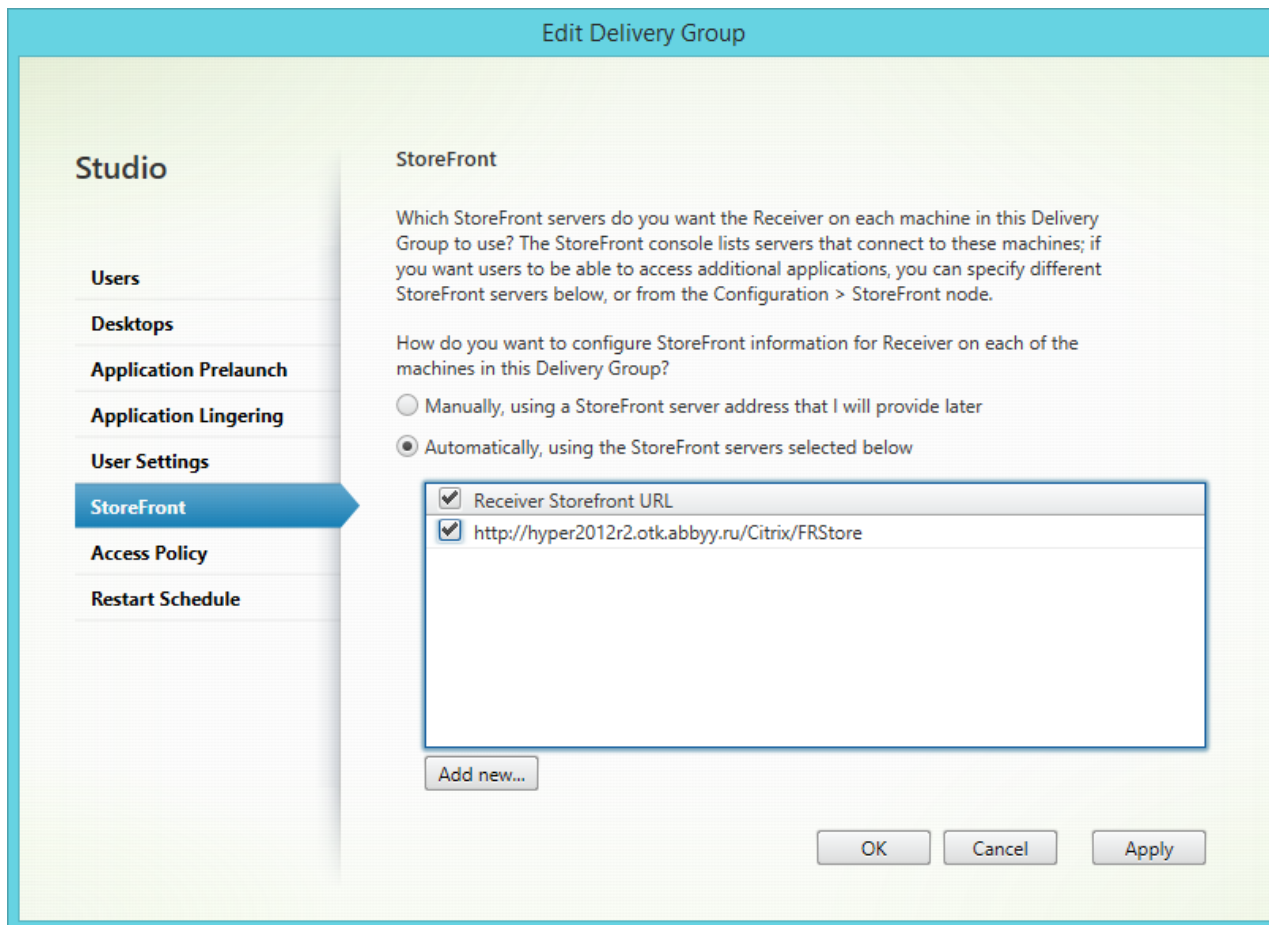 Edit Delivery Group
Studio
Users
Desktops
Application Prelaunch
Application Lingering
User Settings
StoreFront
Access Policy
Restart Schedule
StoreFront
Which StoreFront servers do you want the Receiver on each machine in this Delivery
Group to use? The StoreFront console lists servers that connect to these machines; if
you want users to be able to access additional applications, you can specify different
StoreFront servers below, or from the Configuration > StoreFront node.
How do you want to configure StoreFront information for Receiver on each of the
machines in this Delivery Group?
Manually, using a StoreFront server address that I will provide later
Automatically, using the StoreFront servers selected below
Receiver Storefront URL
http://hyper2012r2.otk.abbyy.ru/Citrix/FRStore
Add new...
OK
Cancel
Apply